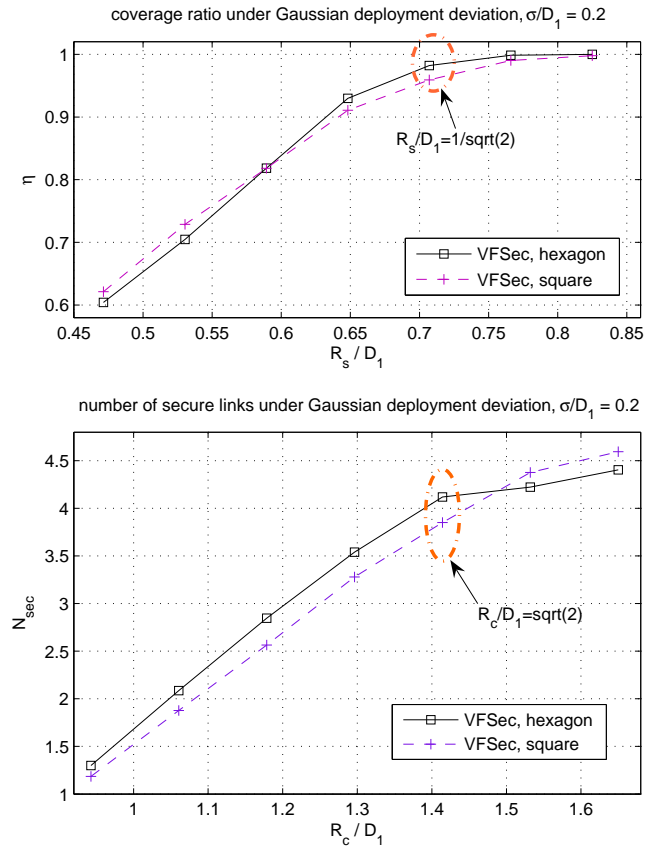 coverage ratio under Gaussian deployment deviation, σ/D₁ = 0.2
1
0.9
0.8
0.7
0.6
η
Rₛ/D₁=1/sqrt(2)
VFSec, hexagon
VFSec, square
0.45 0.5 0.55 0.6 0.65 0.7 0.75 0.8 0.85
Rₛ / D₁
number of secure links under Gaussian deployment deviation, σ/D₁ = 0.2
4.5
4
3.5
3
2.5
2
1.5
1
N_sec
R_c/D₁=sqrt(2)
VFSec, hexagon
VFSec, square
1 1.1 1.2 1.3 1.4 1.5 1.6
R_c / D₁